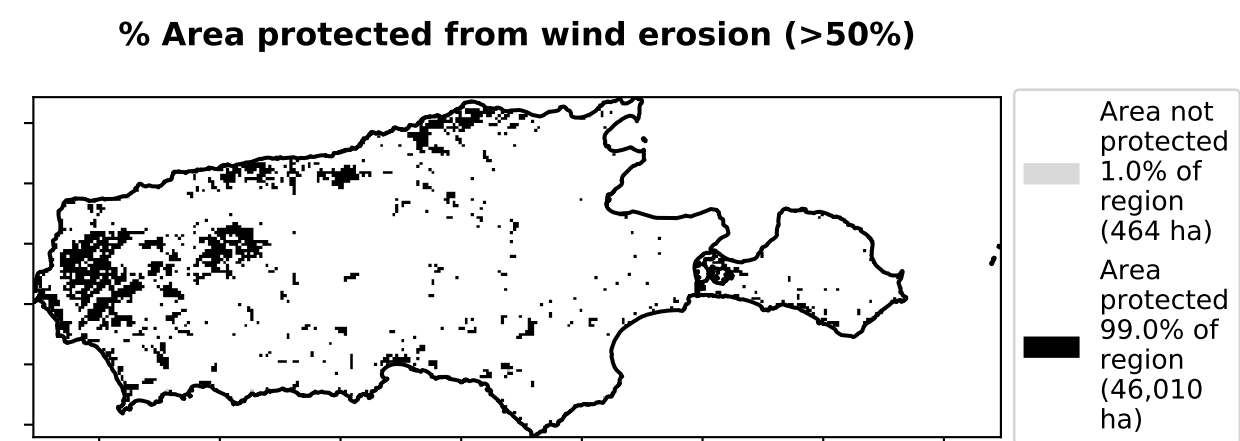 % Area protected from wind erosion (>50%)
Area not
protected
1.0% of
region
(464 ha)
Area
protected
99.0% of
region
(46,010
ha)